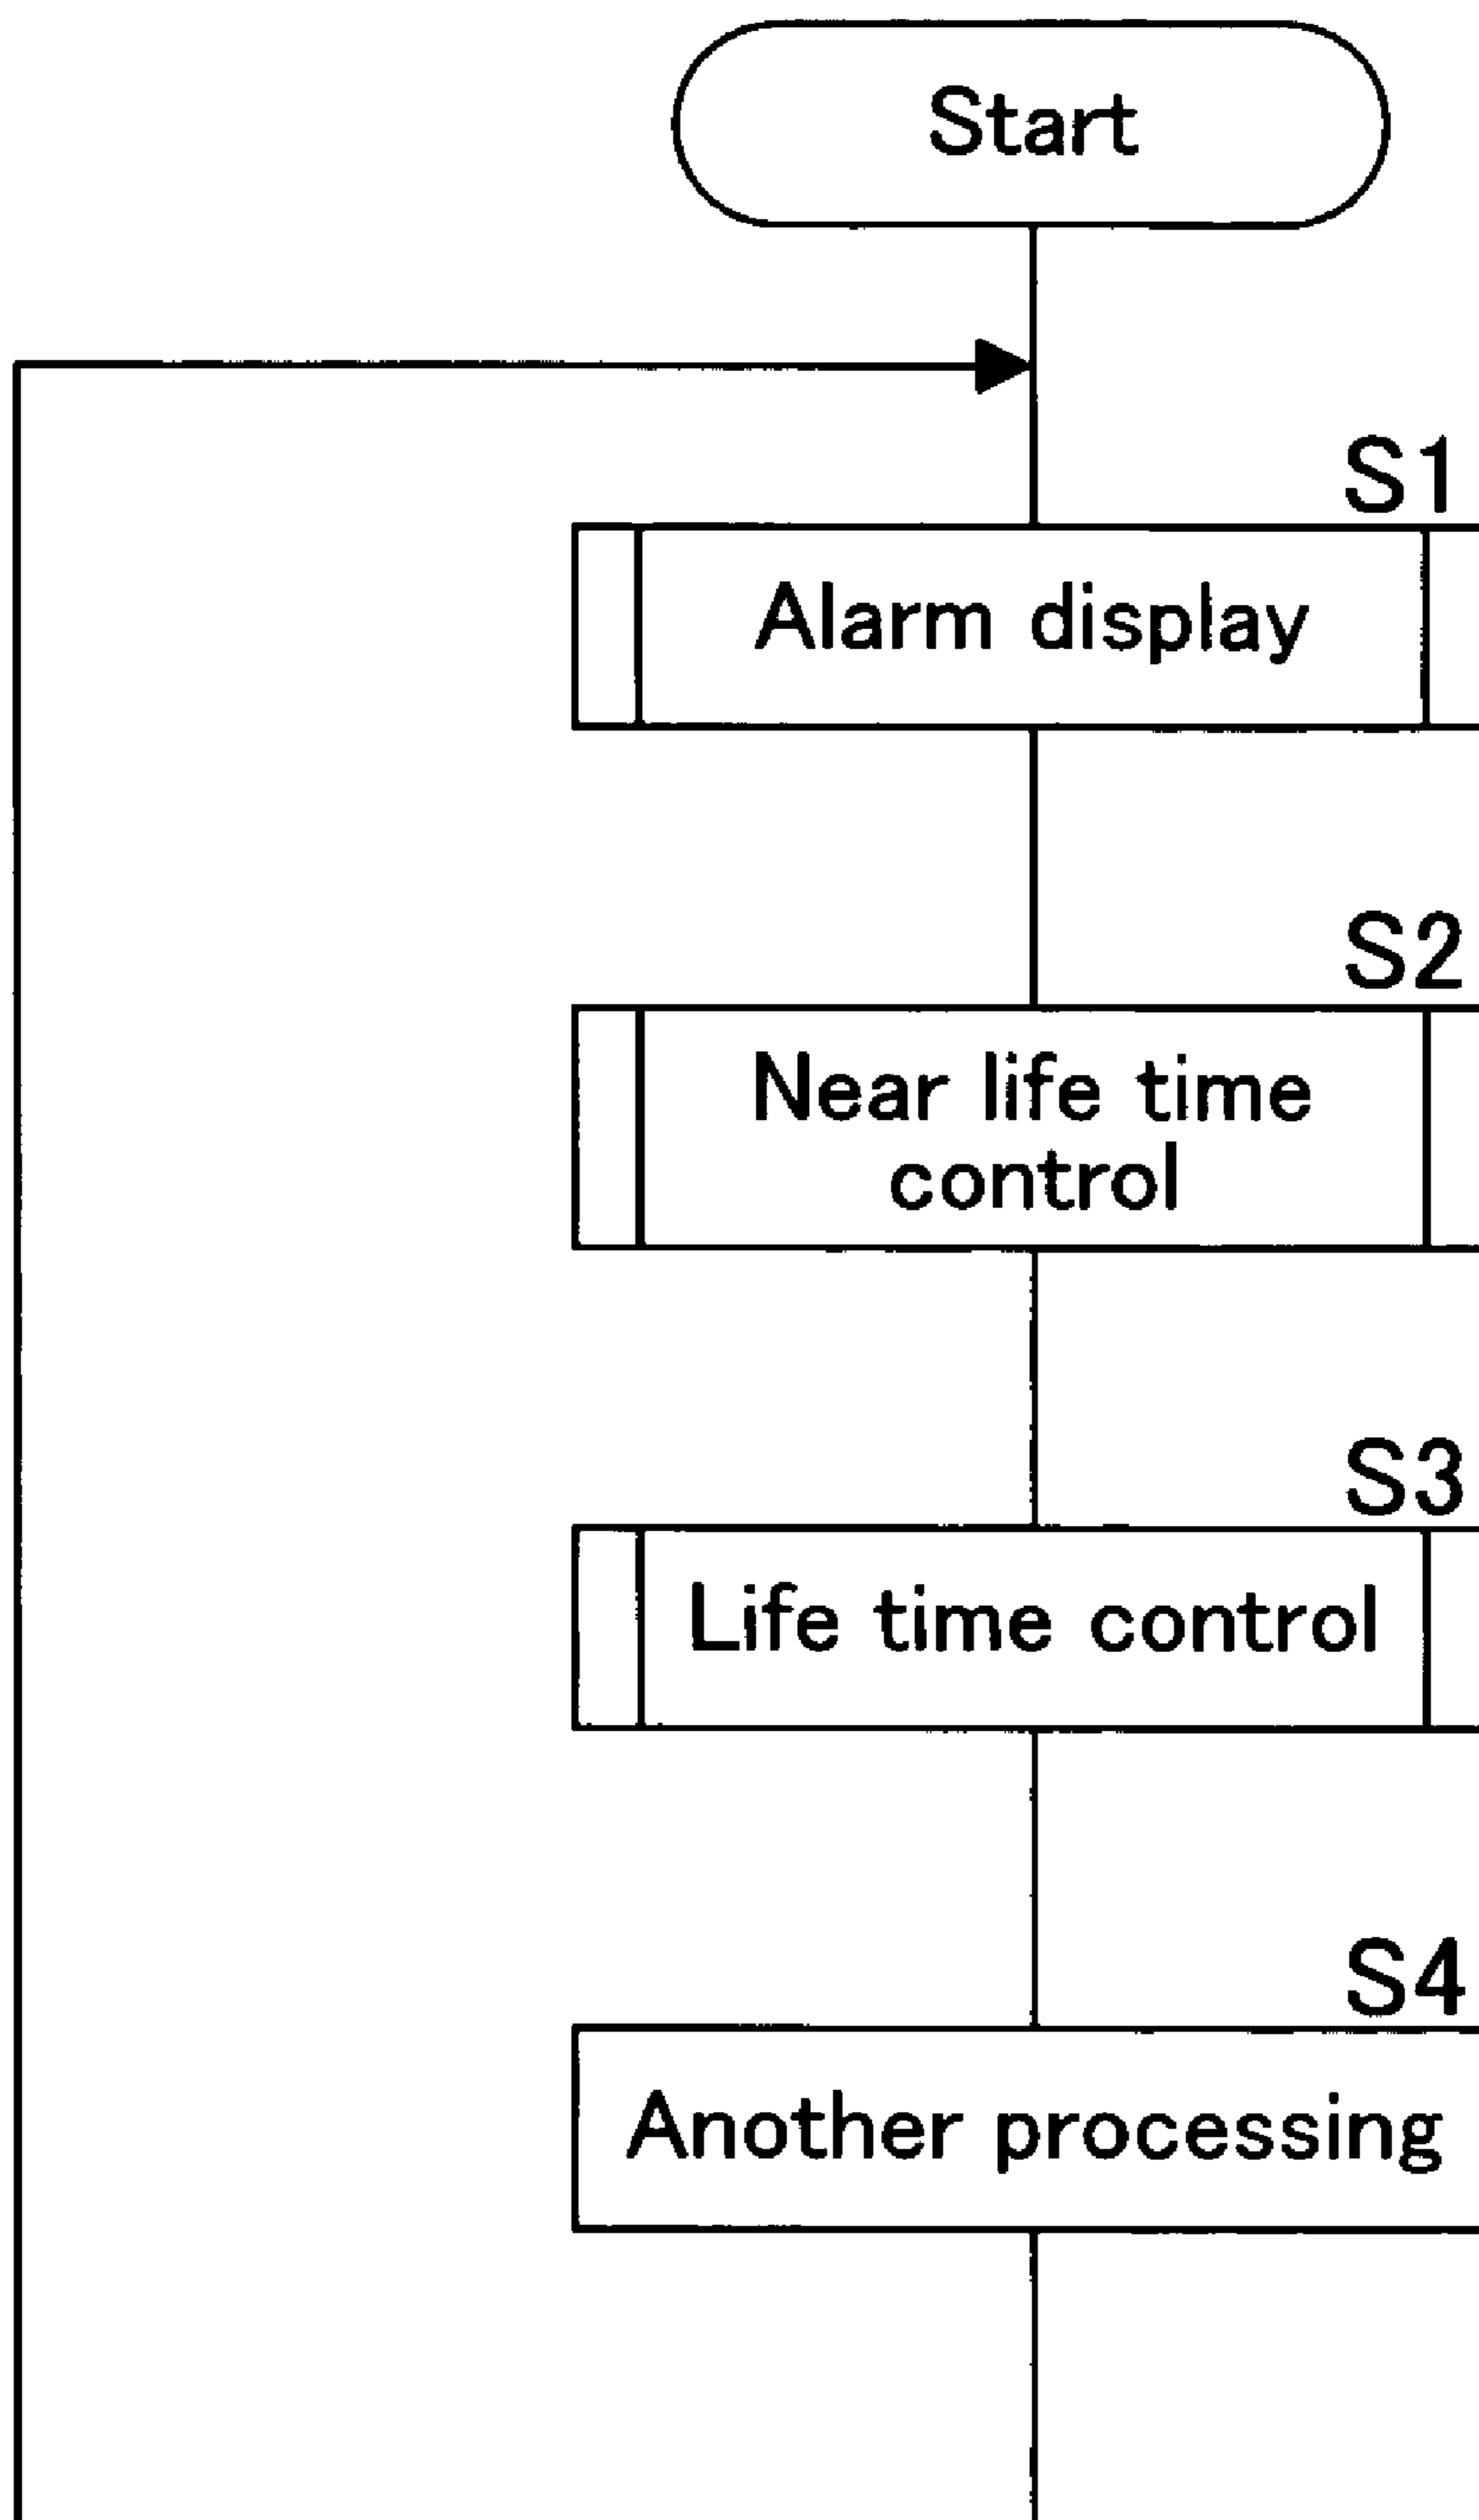 Start
S1
Alarm display
S2
Near life time
control
S3
Life time control
S4
Another processing